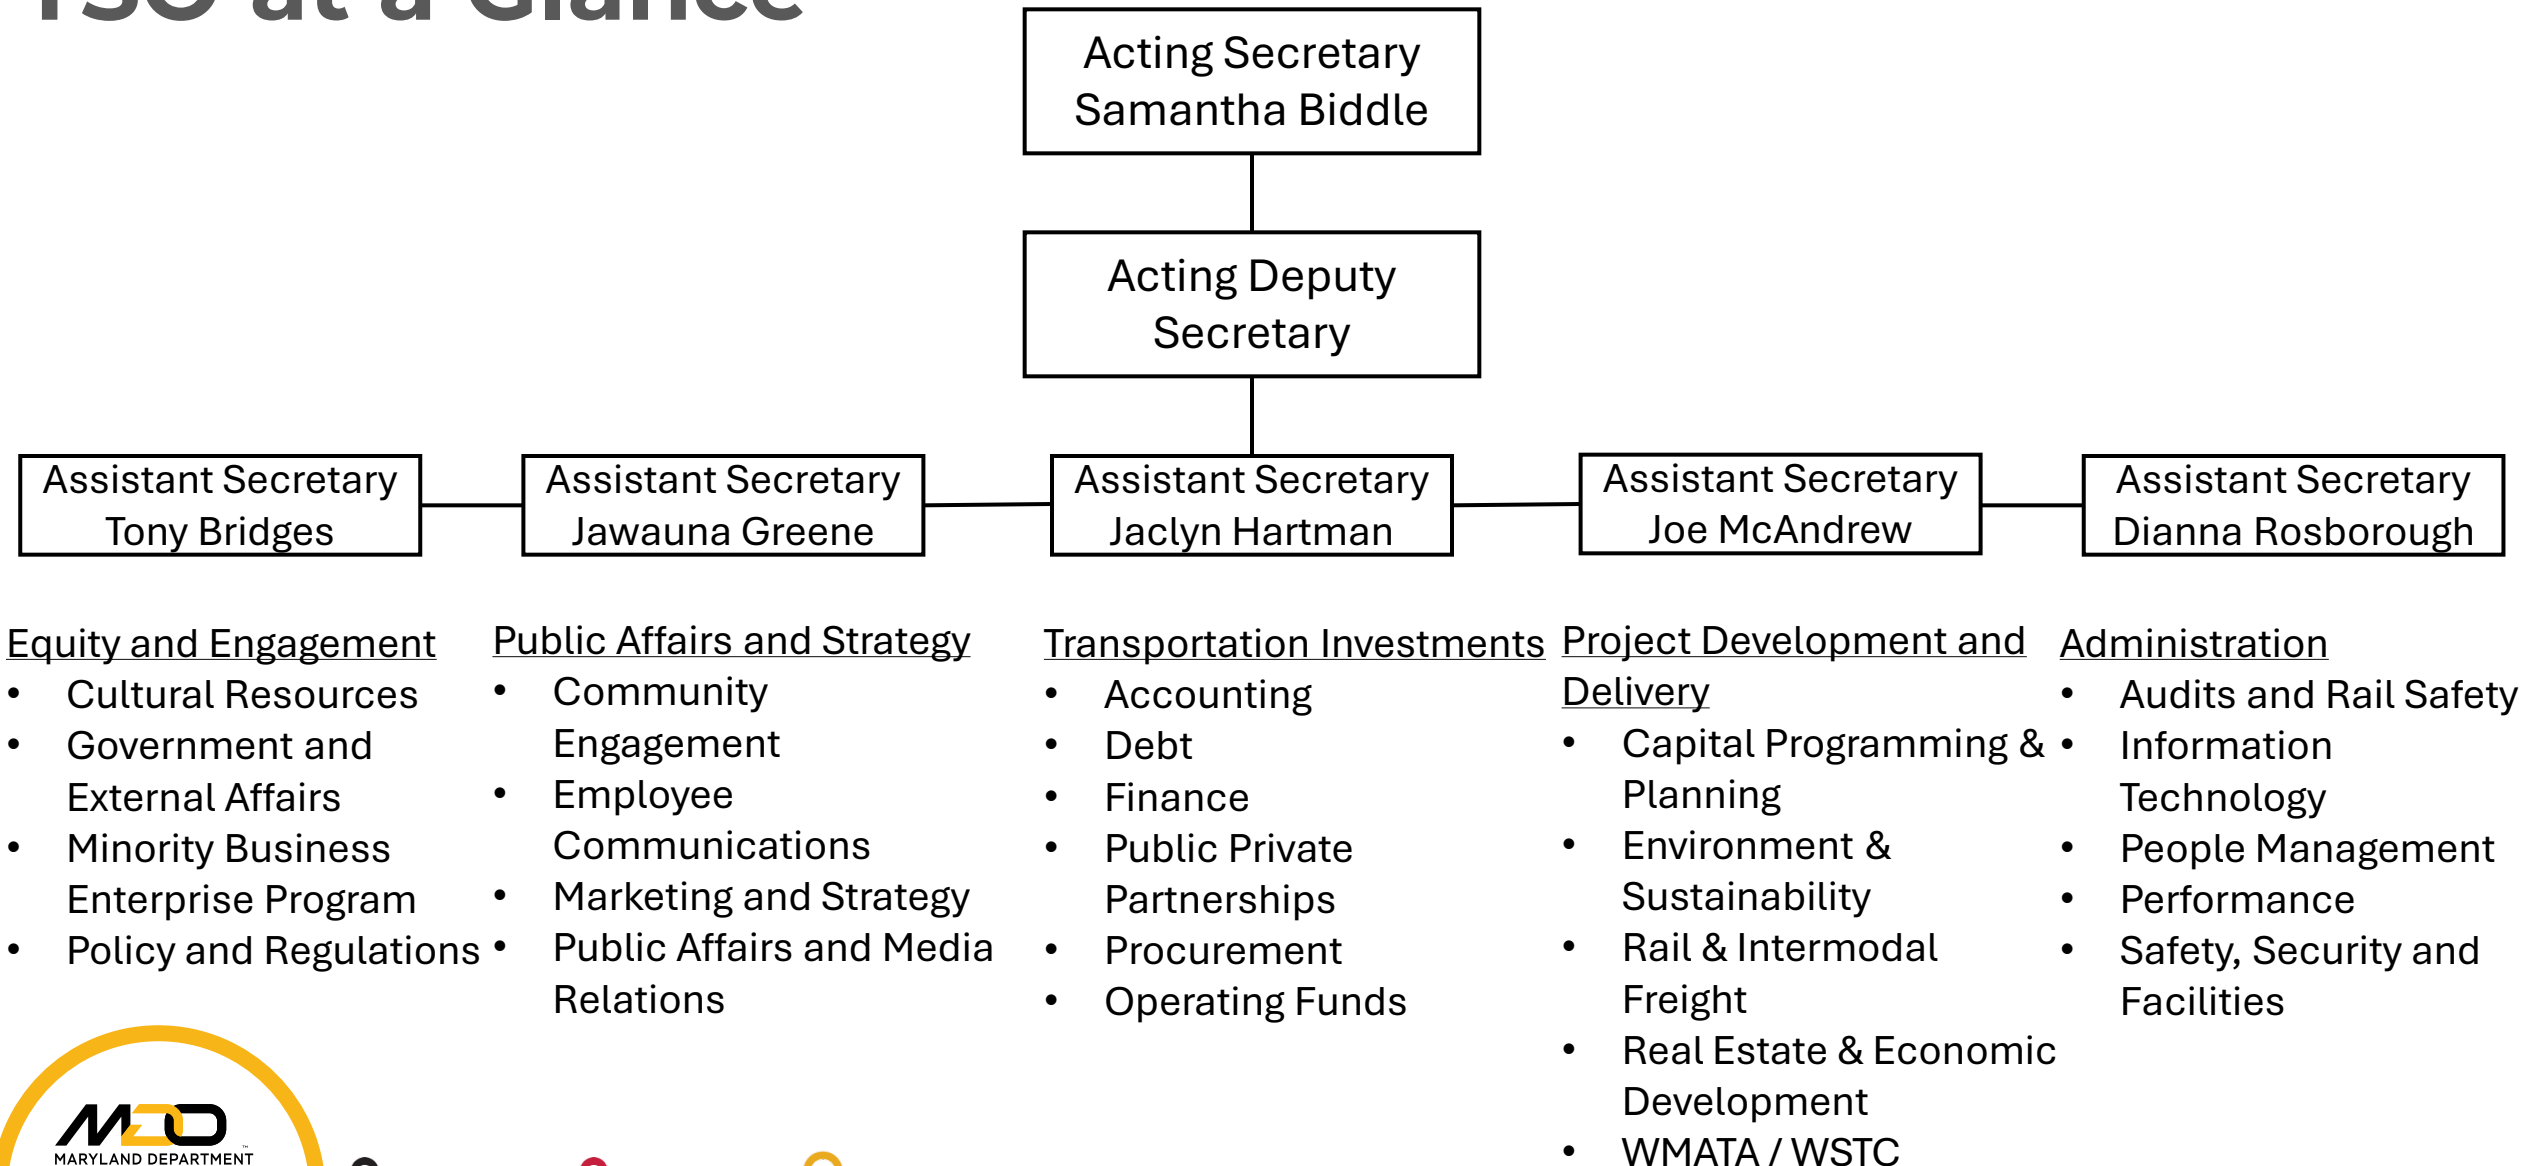 TSO at a Glance
Acting Secretary
Samantha Biddle
Acting Deputy
Secretary
Assistant Secretary
Tony Bridges
Assistant Secretary
Jawauna Greene
Assistant Secretary
Jaclyn Hartman
Assistant Secretary
Joe McAndrew
Assistant Secretary
Dianna Rosborough
Equity and Engagement
• Cultural Resources
• Government and
External Affairs
• Minority Business
Enterprise Program
• Policy and Regulations
Public Affairs and Strategy
• Community
Engagement
• Employee
Communications
• Marketing and Strategy
• Public Affairs and Media
Relations
Transportation Investments
• Accounting
• Debt
• Finance
• Public Private
Partnerships
• Procurement
• Operating Funds
Project Development and
Delivery
• Capital Programming &
Planning
• Environment &
Sustainability
• Rail & Intermodal
Freight
• Real Estate & Economic
Development
• WMATA / WSTC
Administration
• Audits and Rail Safety
• Information
Technology
• People Management
• Performance
• Safety, Security and
Facilities
MDO
MARYLAND DEPARTMENT